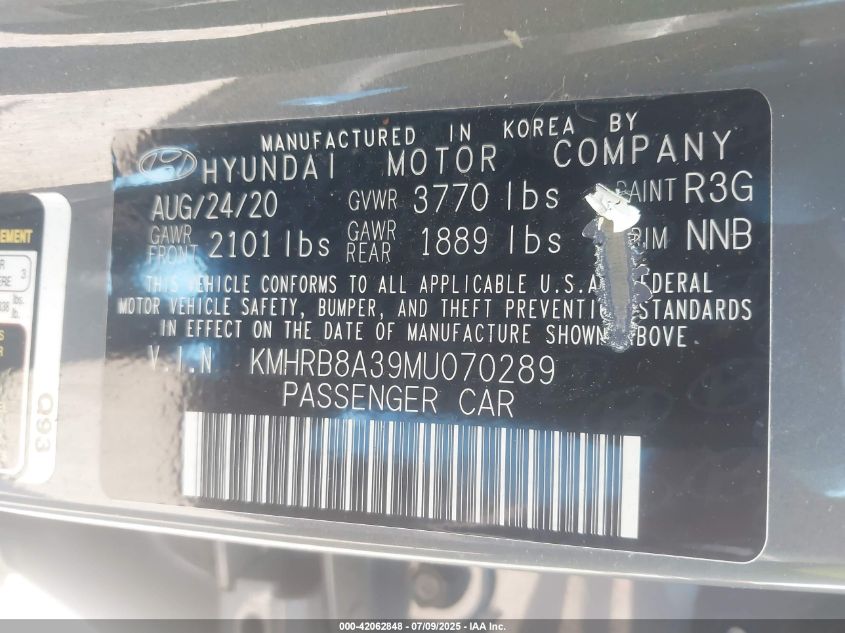 MANUFACTURED IN KOREA BY
HYUNDAI MOTOR COMPANY
AUG/24/20 GVWR 3770 lbs PAINT R3G
GAWR FRONT 2101 lbs GAWR REAR 1889 lbs TRIM NNB
THIS VEHICLE CONFORMS TO ALL APPLICABLE U.S.A. FEDERAL
MOTOR VEHICLE SAFETY, BUMPER, AND THEFT PREVENTION STANDARDS
IN EFFECT ON THE DATE OF MANUFACTURE SHOWN ABOVE
V.I.N KMHRB8A39MU070289
PASSENGER CAR
Q93
000-42062848 - 07/09/2025 - IAA Inc.